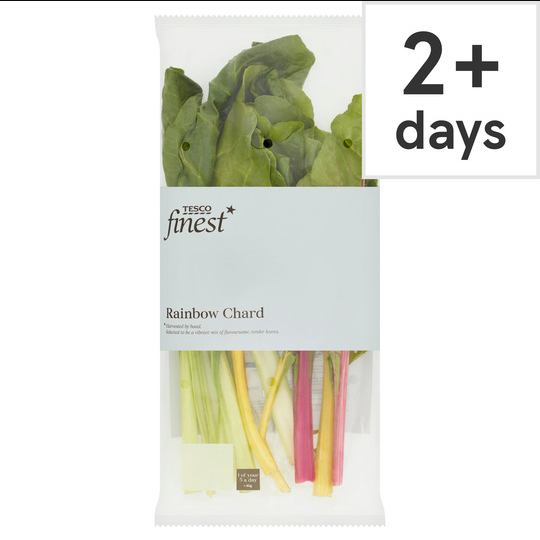 2+
days
TESCO
finest*
Rainbow Chard
*Harvested by hand.
Selected to be a vibrant mix of flavoursome, tender leaves.
1 of your
5 a day